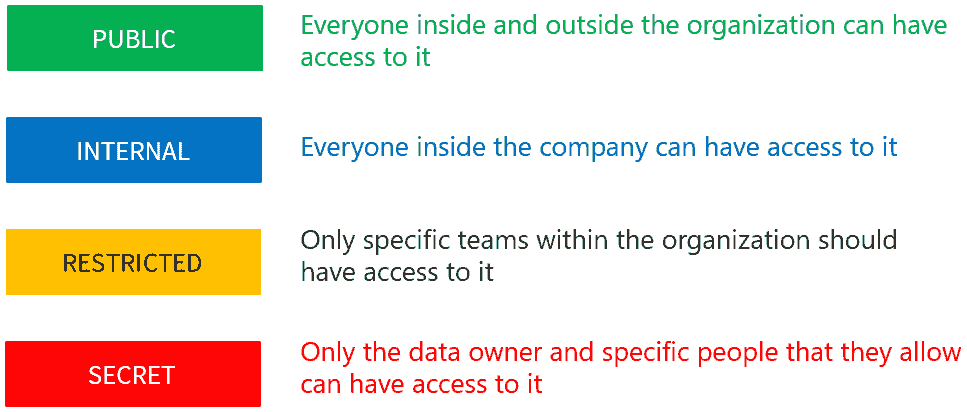 PUBLIC
Everyone inside and outside the organization can have
access to it
INTERNAL
Everyone inside the company can have access to it
RESTRICTED
Only specific teams within the organization should
have access to it
SECRET
Only the data owner and specific people that they allow
can have access to it